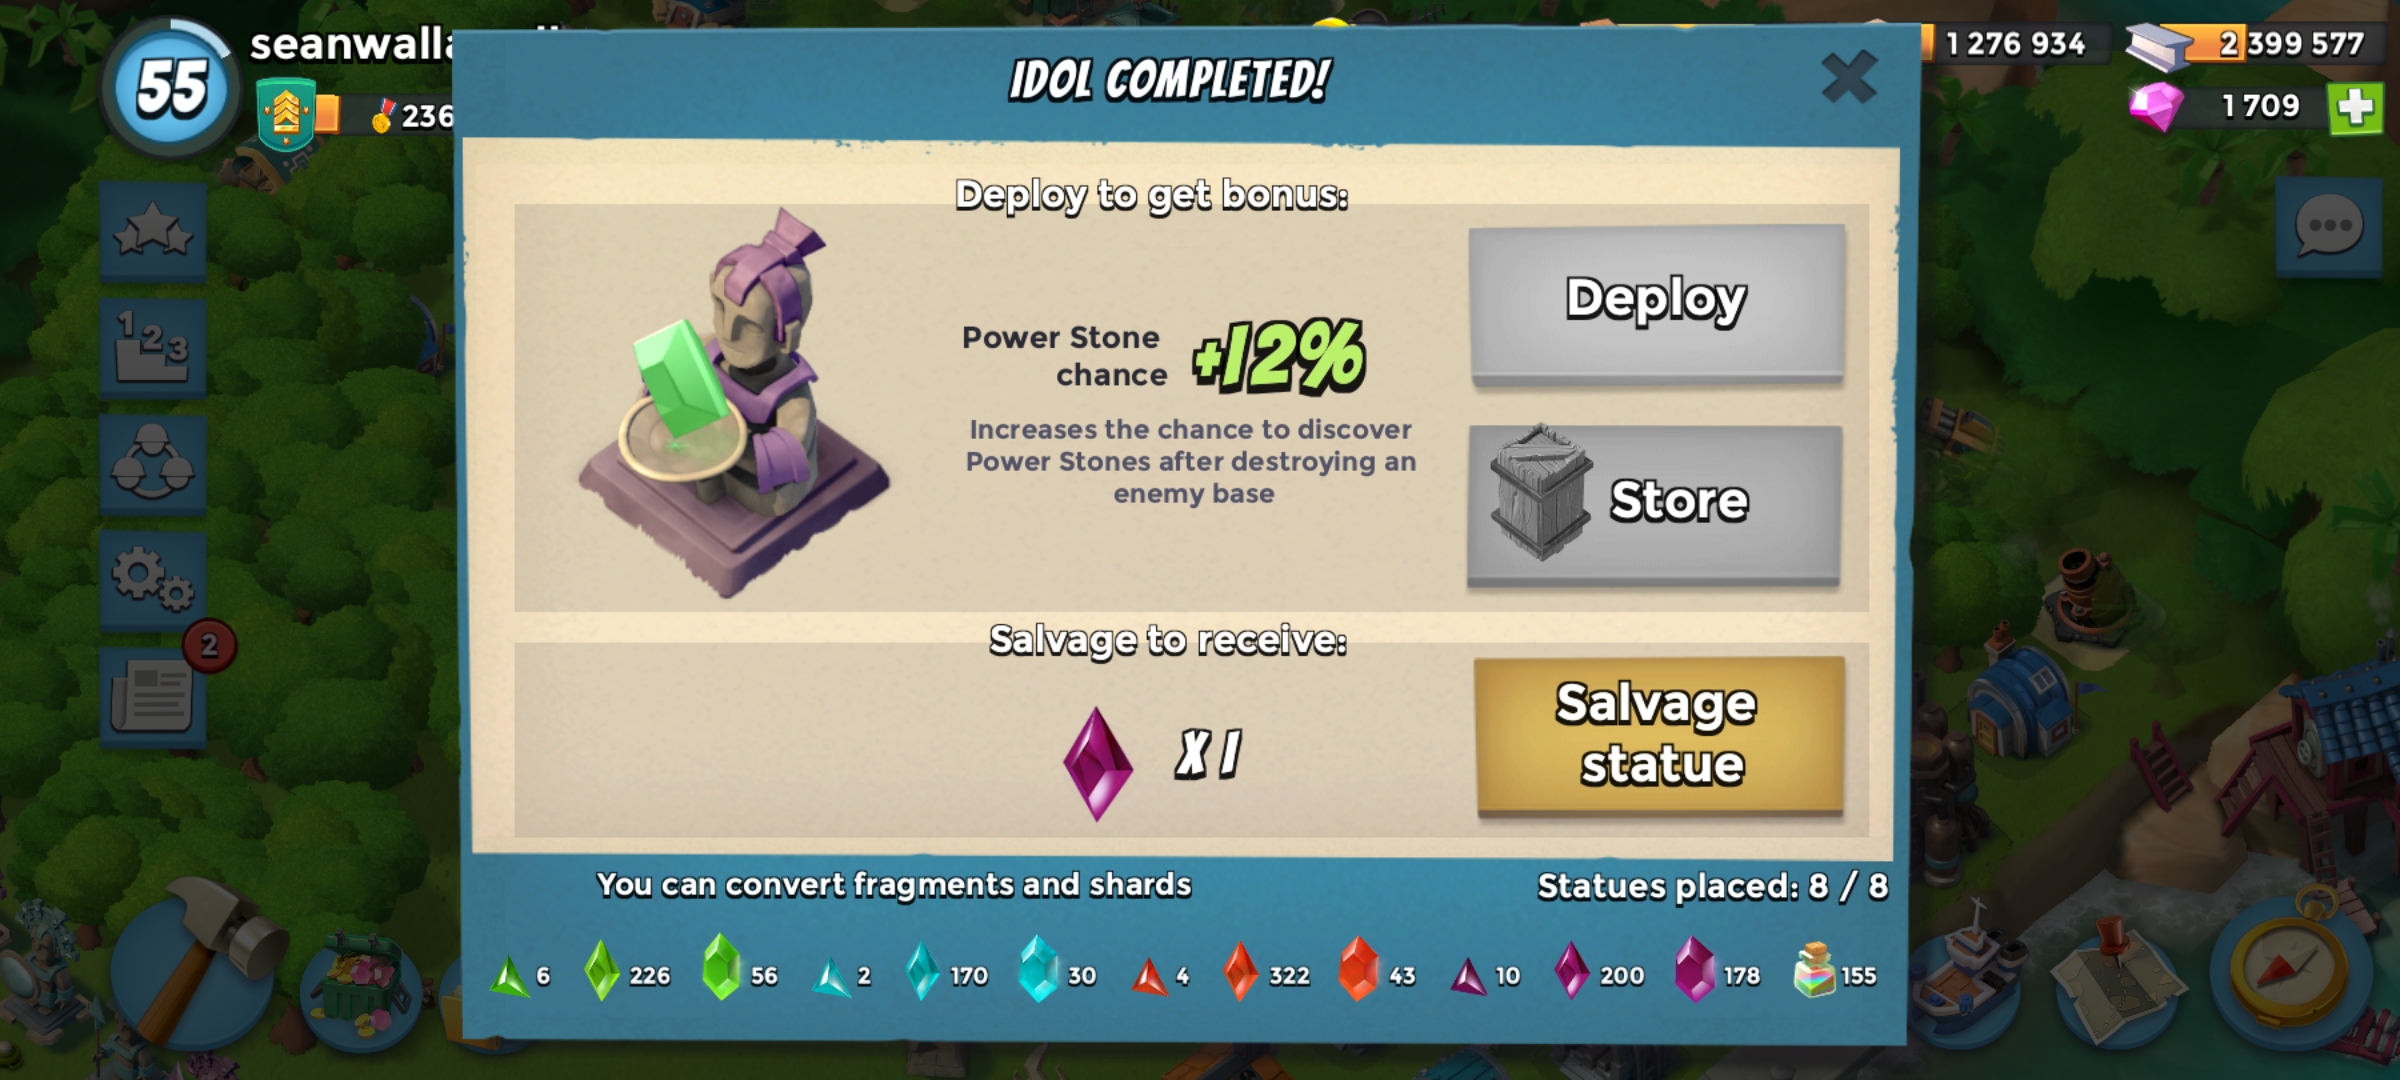 55
236
1 276 934
2 399 577
1 709
IDOL COMPLETED!
Deploy to get bonus:
Power Stone
chance
+12%
Increases the chance to discover
Power Stones after destroying an
enemy base
Deploy
Store
1 2 3
2
Salvage to receive:
X 1
Salvage
statue
You can convert fragments and shards
Statues placed: 8 / 8
6 226 56 2 170 30 4 322 43 10 200 178 155